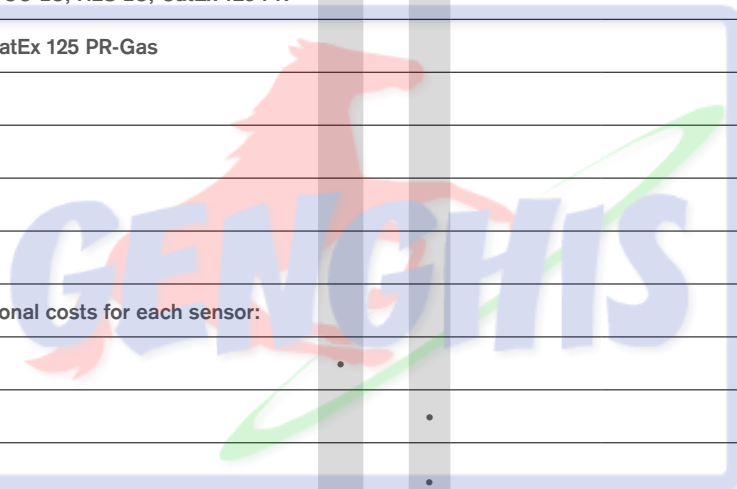 atEx 125 PR-Gas
GENGHIS
onal costs for each sensor:
•
•
•